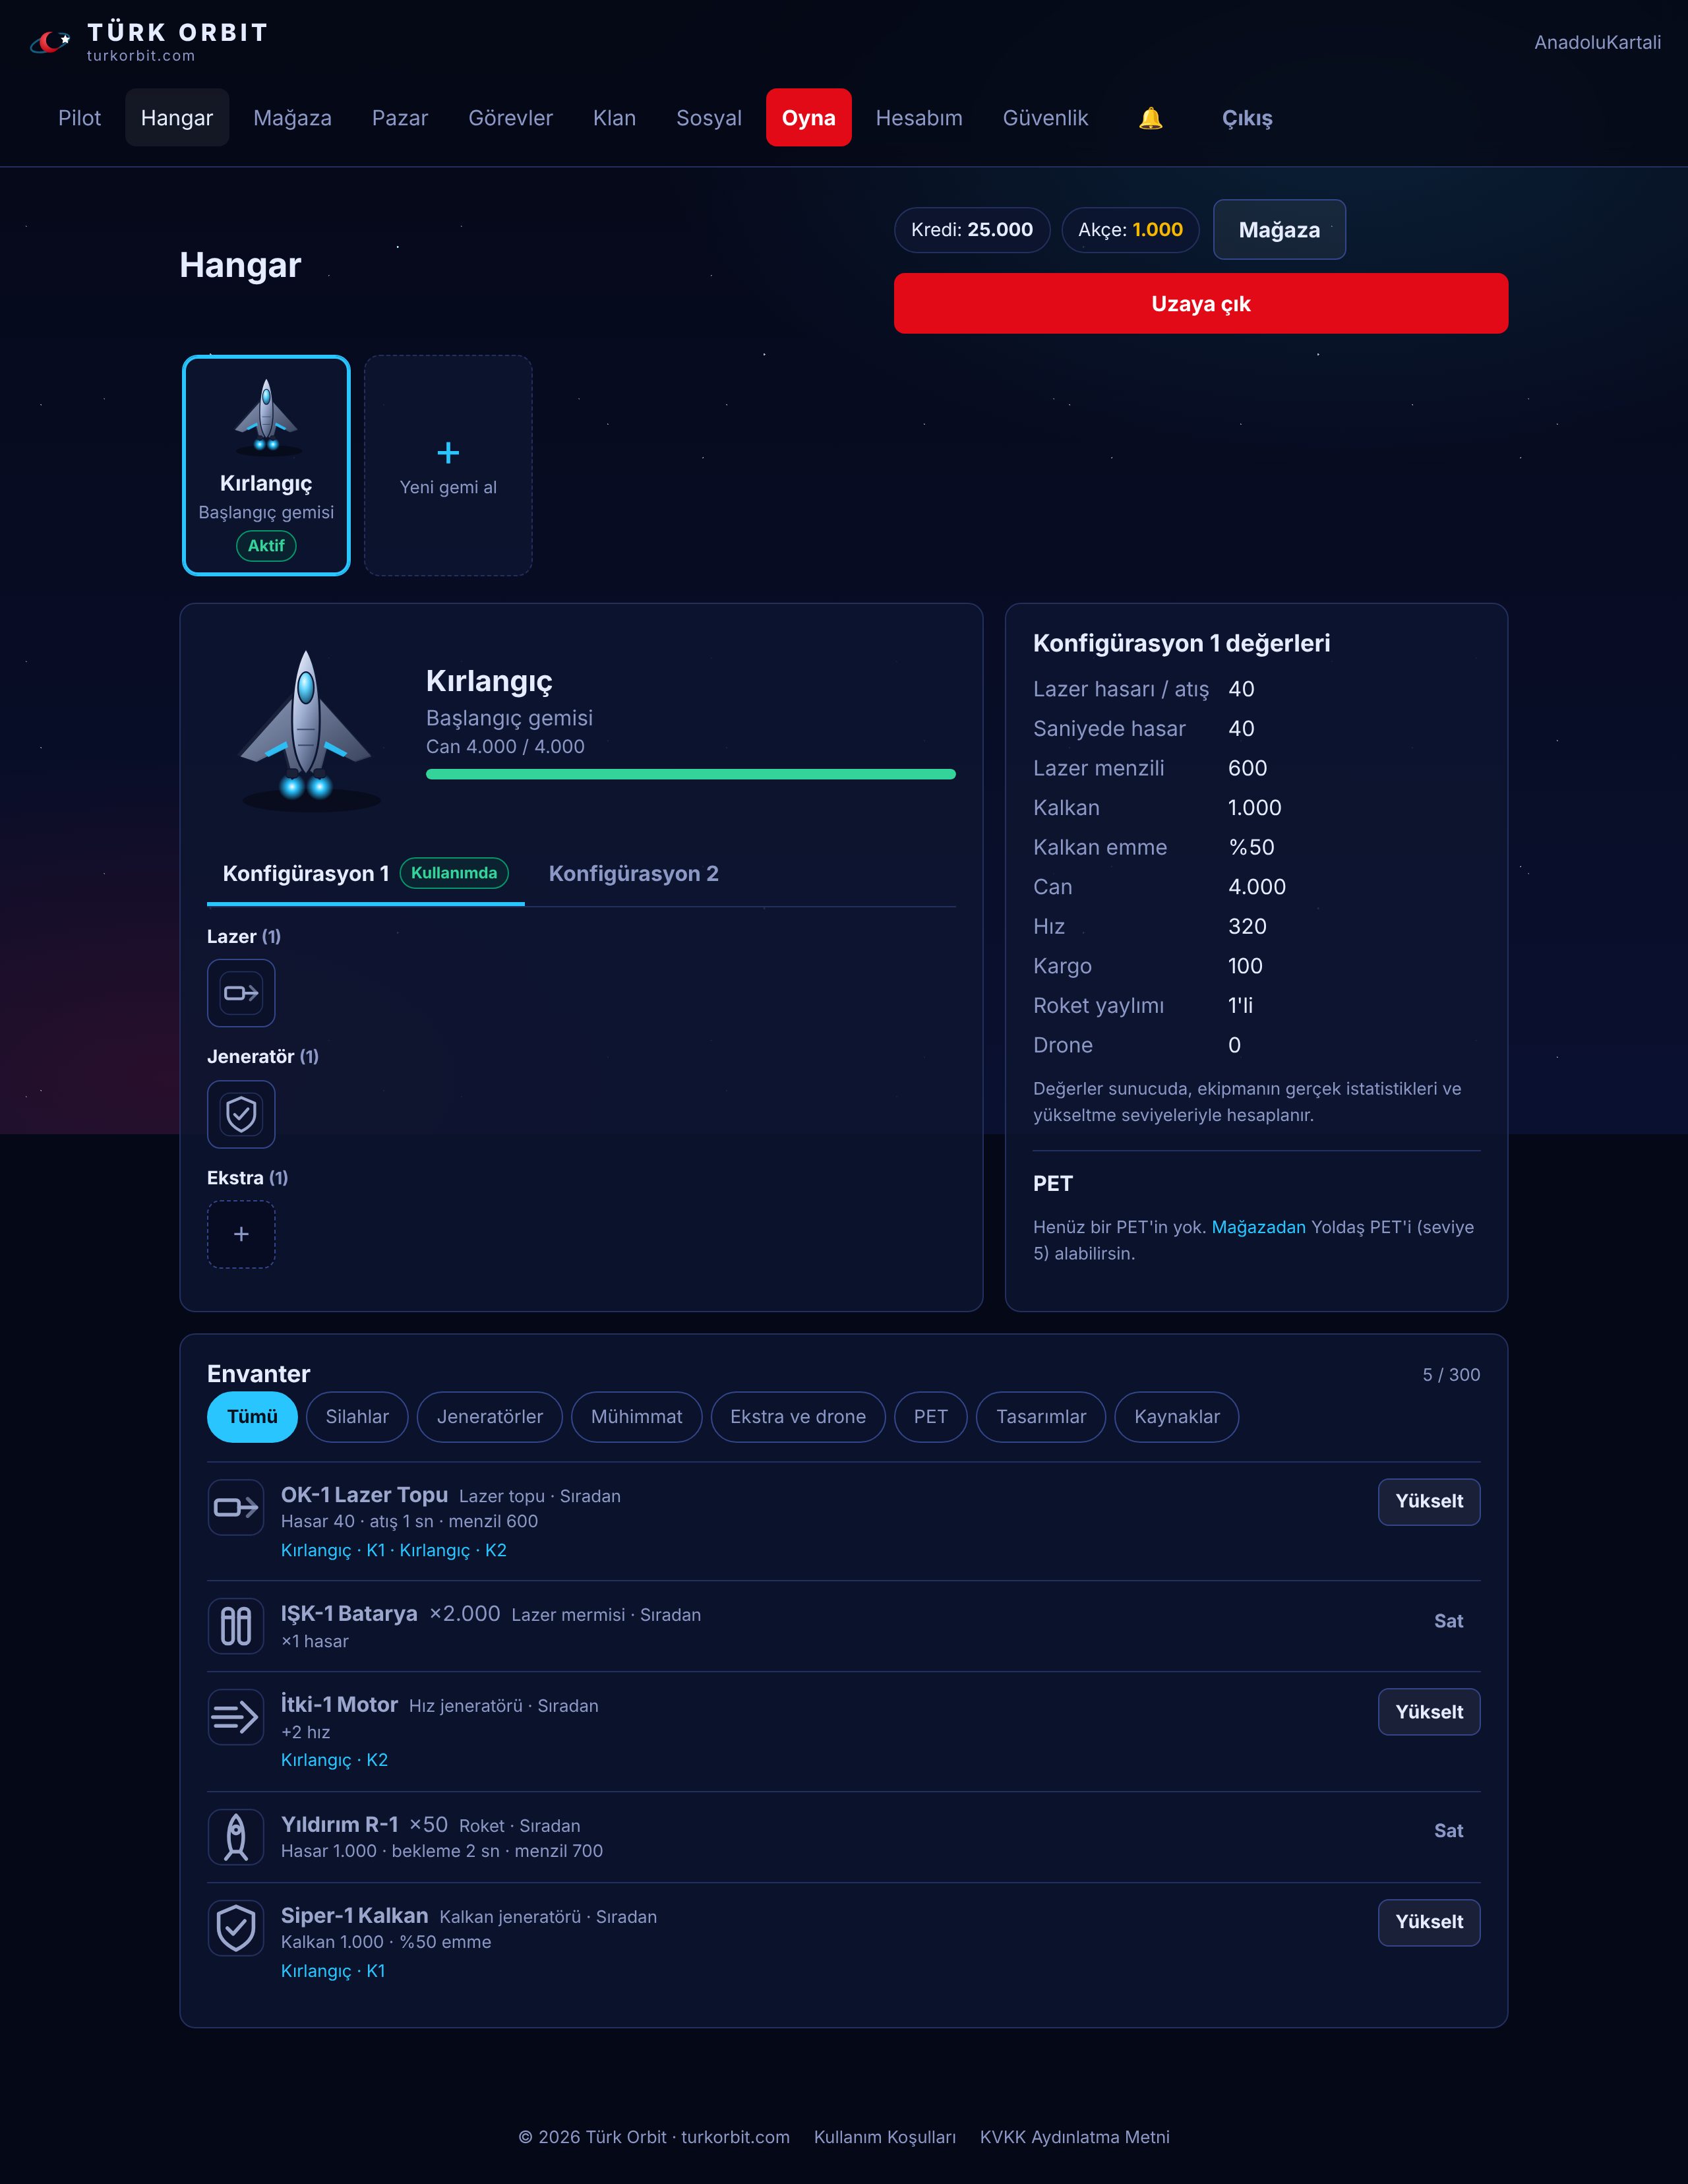 TÜRK ORBIT
turkorbit.com
AnadoluKartali
Pilot Hangar Mağaza Pazar Görevler Klan Sosyal Oyna Hesabım Güvenlik 🔔 Çıkış
Hangar
Kredi: 25.000 Akçe: 1.000 Mağaza
Uzaya çık
Kırlangıç
Başlangıç gemisi
Aktif
+
Yeni gemi al
Kırlangıç
Başlangıç gemisi
Can 4.000 / 4.000
Konfigürasyon 1 Kullanımda Konfigürasyon 2
Lazer (1)
Jeneratör (1)
Ekstra (1)
+
Konfigürasyon 1 değerleri
Lazer hasarı / atış 40
Saniyede hasar 40
Lazer menzili 600
Kalkan 1.000
Kalkan emme %50
Can 4.000
Hız 320
Kargo 100
Roket yaylımı 1'li
Drone 0
Değerler sunucuda, ekipmanın gerçek istatistikleri ve
yükseltme seviyeleriyle hesaplanır.
PET
Henüz bir PET'in yok. Mağazadan Yoldaş PET'i (seviye
5) alabilirsin.
Envanter 5 / 300
Tümü Silahlar Jeneratörler Mühimmat Ekstra ve drone PET Tasarımlar Kaynaklar
OK-1 Lazer Topu Lazer topu · Sıradan Yükselt
Hasar 40 · atış 1 sn · menzil 600
Kırlangıç · K1 · Kırlangıç · K2
IŞK-1 Batarya ×2.000 Lazer mermisi · Sıradan Sat
×1 hasar
İtki-1 Motor Hız jeneratörü · Sıradan Yükselt
+2 hız
Kırlangıç · K2
Yıldırım R-1 ×50 Roket · Sıradan Sat
Hasar 1.000 · bekleme 2 sn · menzil 700
Siper-1 Kalkan Kalkan jeneratörü · Sıradan Yükselt
Kalkan 1.000 · %50 emme
Kırlangıç · K1
© 2026 Türk Orbit · turkorbit.com Kullanım Koşulları KVKK Aydınlatma Metni